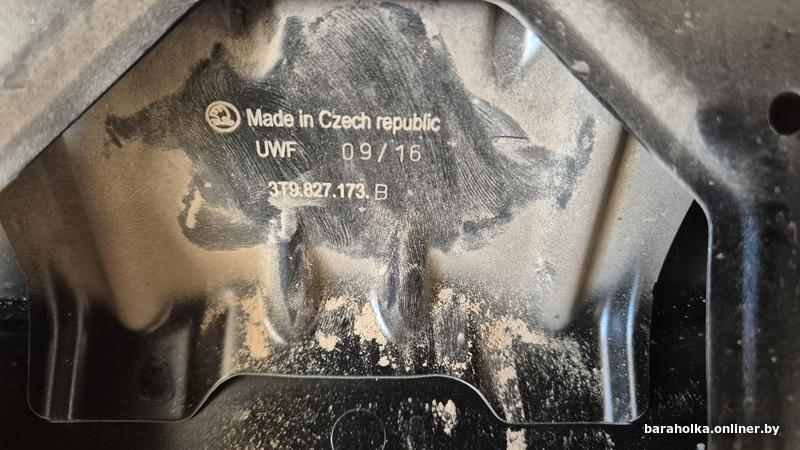 Made in Czech republic
UWF 09/16
3T9.827.173. B
baraholka.onliner.by